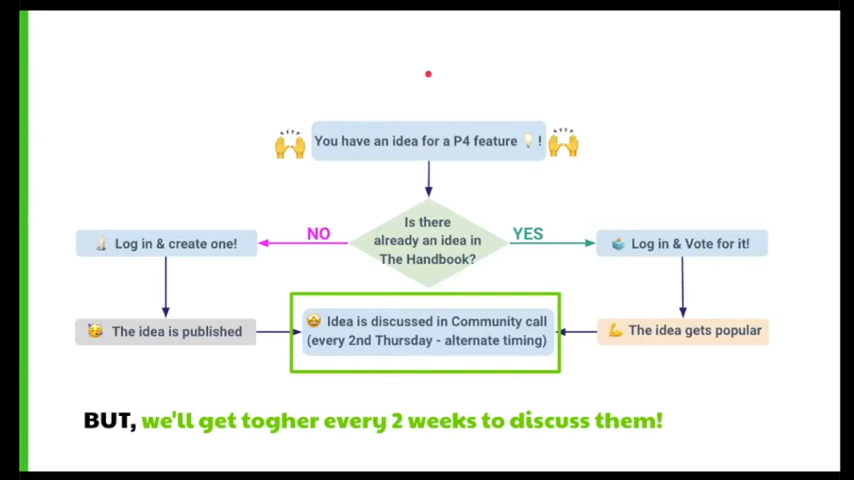 You have an idea for a P4 feature 💡 !
Is there
already an idea in
The Handbook?
NO
YES
Log in & create one!
Log in & Vote for it!
The idea is published
Idea is discussed in Community call
(every 2nd Thursday - alternate timing)
The idea gets popular
BUT, we'll get togher every 2 weeks to discuss them!